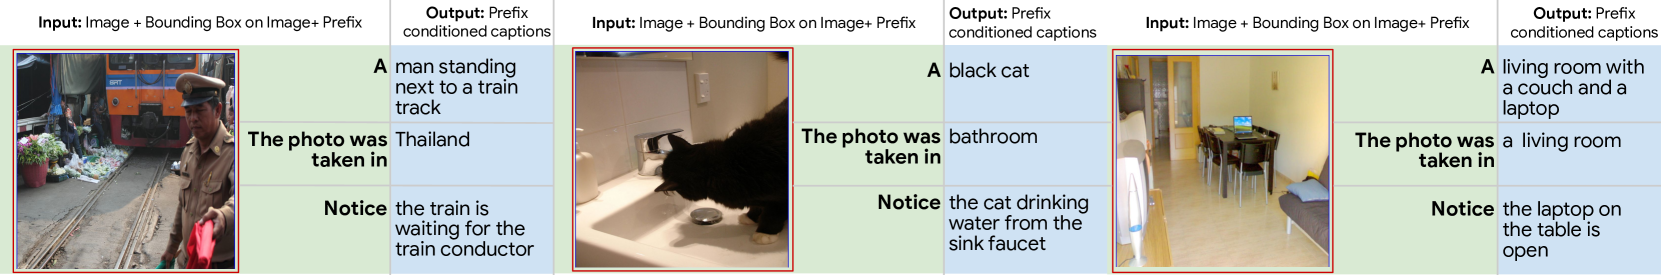 Input: Image + Bounding Box on Image+ Prefix
Output: Prefix
conditioned captions
A
man standing
next to a train
track
The photo was
taken in
Thailand
Notice
the train is
waiting for the
train conductor
Input: Image + Bounding Box on Image+ Prefix
Output: Prefix
conditioned captions
A
black cat
The photo was
taken in
bathroom
Notice
the cat drinking
water from the
sink faucet
Input: Image + Bounding Box on Image+ Prefix
Output: Prefix
conditioned captions
A
living room with
a couch and a
laptop
The photo was
taken in
a living room
Notice
the laptop on
the table is
open